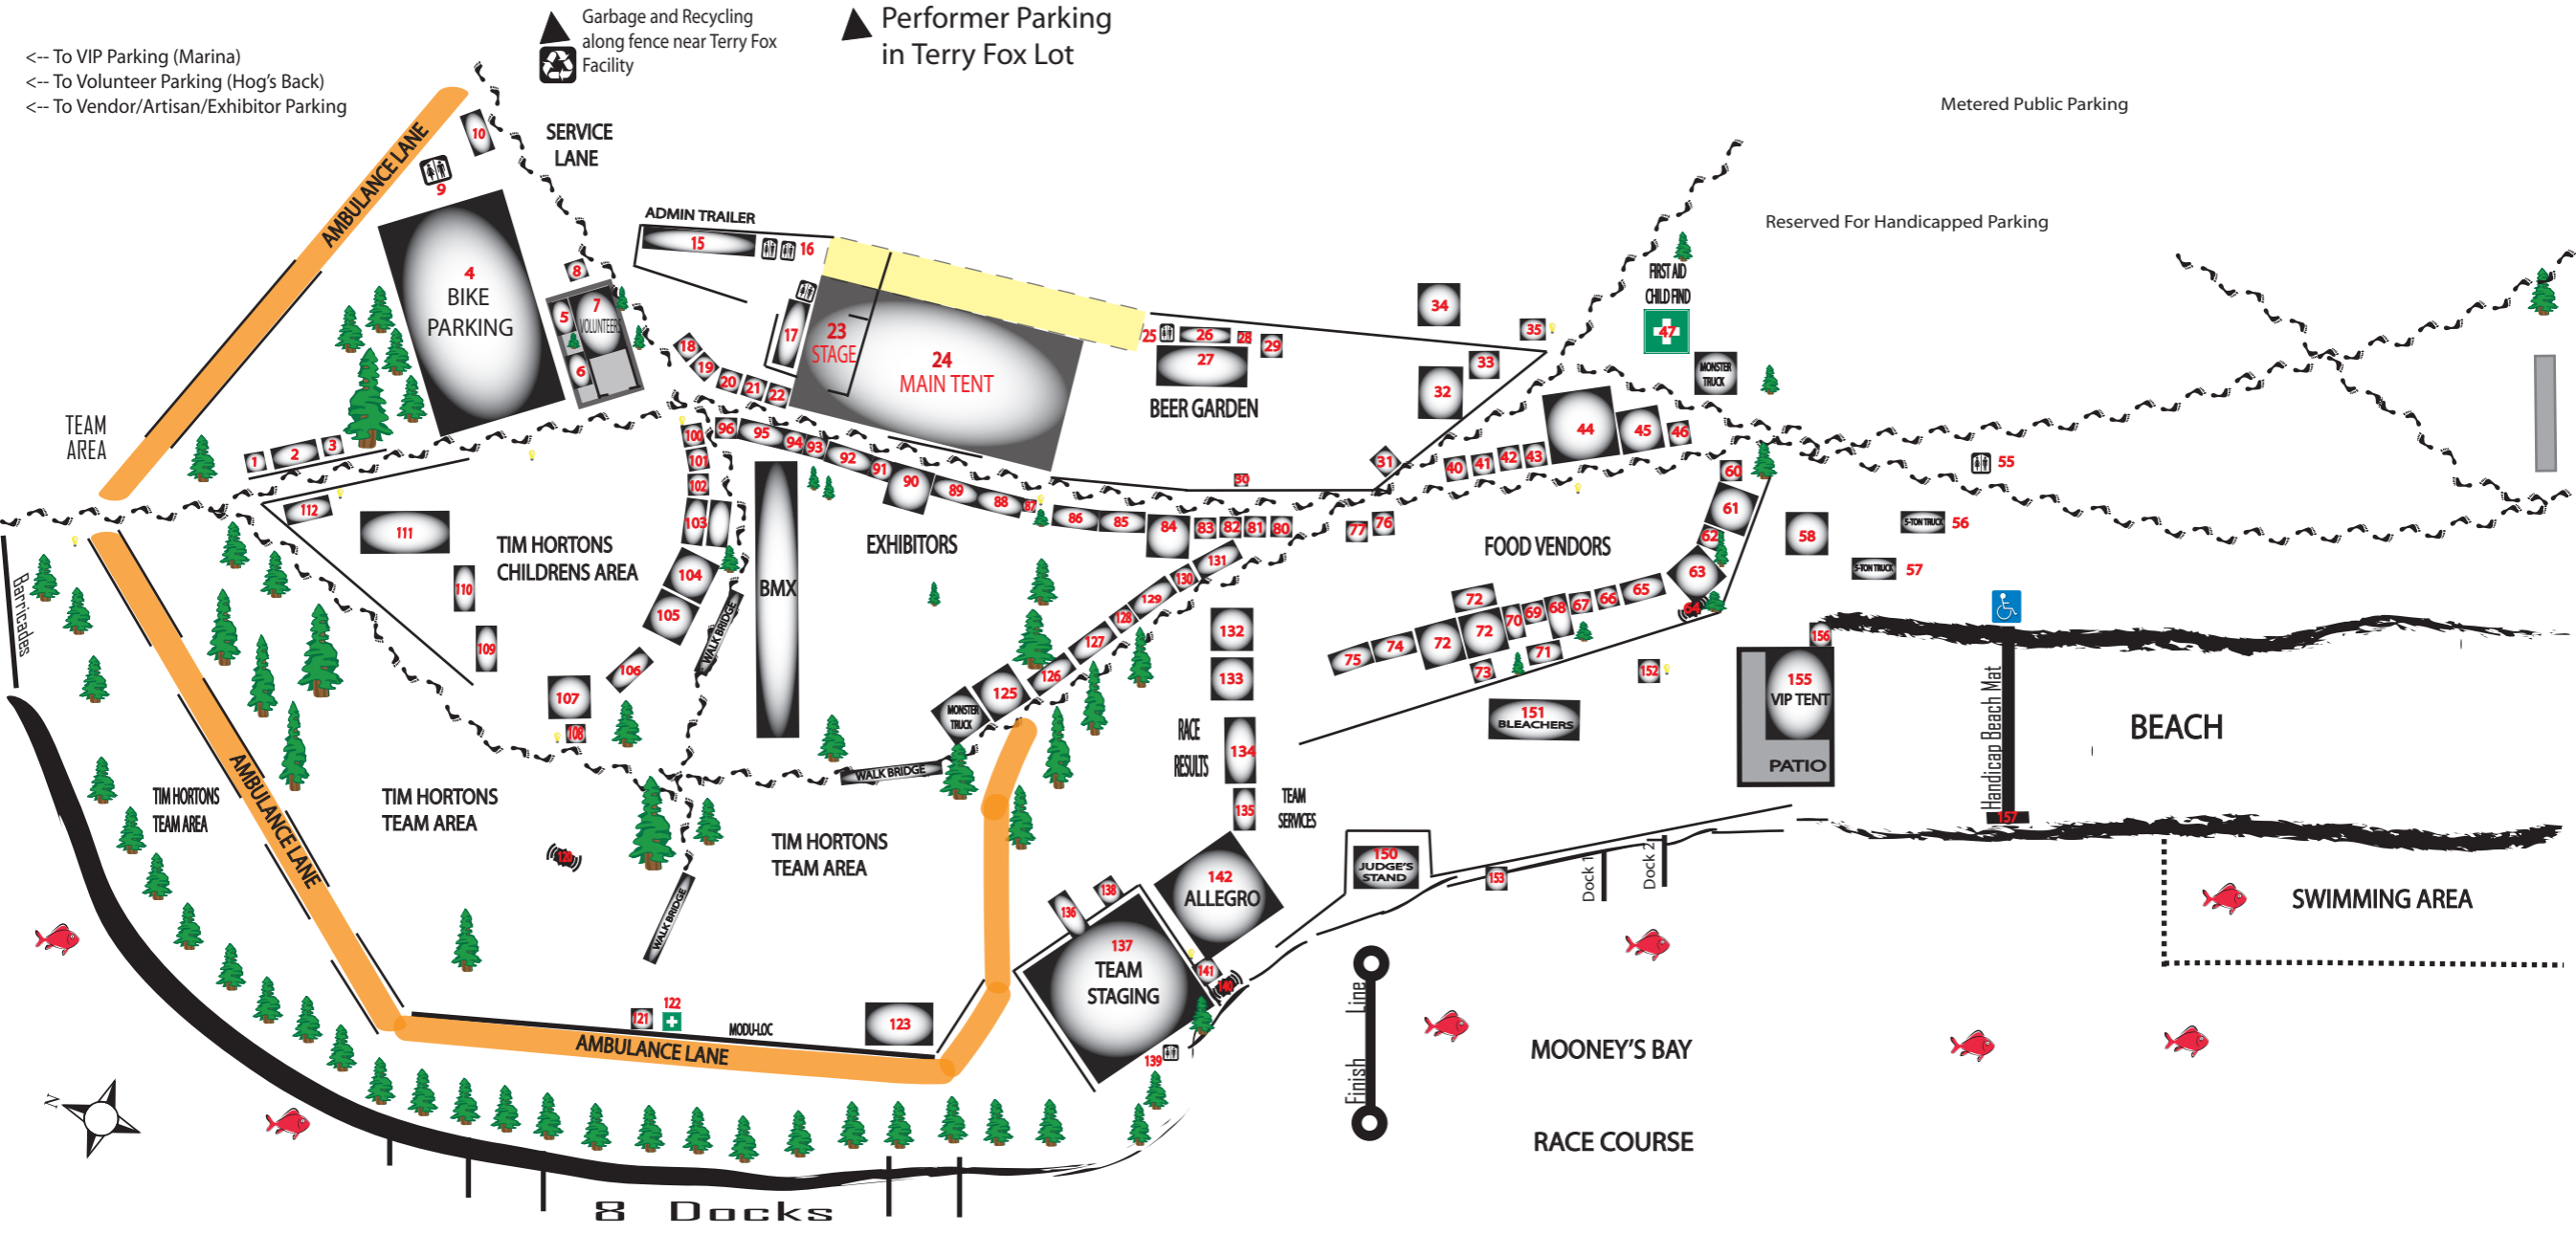 Garbage and Recycling
along fence near Terry Fox
Facility
Performer Parking
in Terry Fox Lot
<-- To VIP Parking (Marina)
<-- To Volunteer Parking (Hog's Back)
<-- To Vendor/Artisan/Exhibitor Parking
Metered Public Parking
Reserved For Handicapped Parking
SERVICE
LANE
AMBULANCE LANE
10
9
ADMIN TRAILER
15
16
8
4
BIKE
PARKING
7
VOLUNTEERS
5
6
17
23
STAGE
24
MAIN TENT
18
19
20
21
22
25
26
28
29
27
BEER GARDEN
30
31
32
33
34
35
FIRST AID
CHILD FIND
47
MONSTER
TRUCK
TEAM
AREA
1
2
3
40
41
42
43
44
45
46
55
5-TON TRUCK
56
5-TON TRUCK
57
58
60
61
62
63
64
100
101
102
103
104
105
106
107
108
109
110
111
112
TIM HORTONS
CHILDRENS AREA
96
95
94
93
92
91
90
89
88
87
86
85
84
83
82
81
80
77
76
BMX
EXHIBITORS
FOOD VENDORS
WALK BRIDGE
131
130
129
128
127
126
125
MONSTER
TRUCK
132
133
134
135
RACE
RESULTS
TEAM
SERVICES
72
70
69
68
67
66
65
75
74
72
72
73
71
152
151
BLEACHERS
156
155
VIP TENT
PATIO
Handicap Beach Mat
157
BEACH
Barricades
TIM HORTONS
TEAM AREA
AMBULANCE LANE
TIM HORTONS
TEAM AREA
120
WALK BRIDGE
TIM HORTONS
TEAM AREA
WALK BRIDGE
121
122
MODU-LOC
123
AMBULANCE LANE
136
138
137
TEAM
STAGING
142
ALLEGRO
141
140
139
150
JUDGE'S
STAND
153
Dock 1
Dock 2
SWIMMING AREA
Finish Line
MOONEY'S BAY
RACE COURSE
N
8 Docks